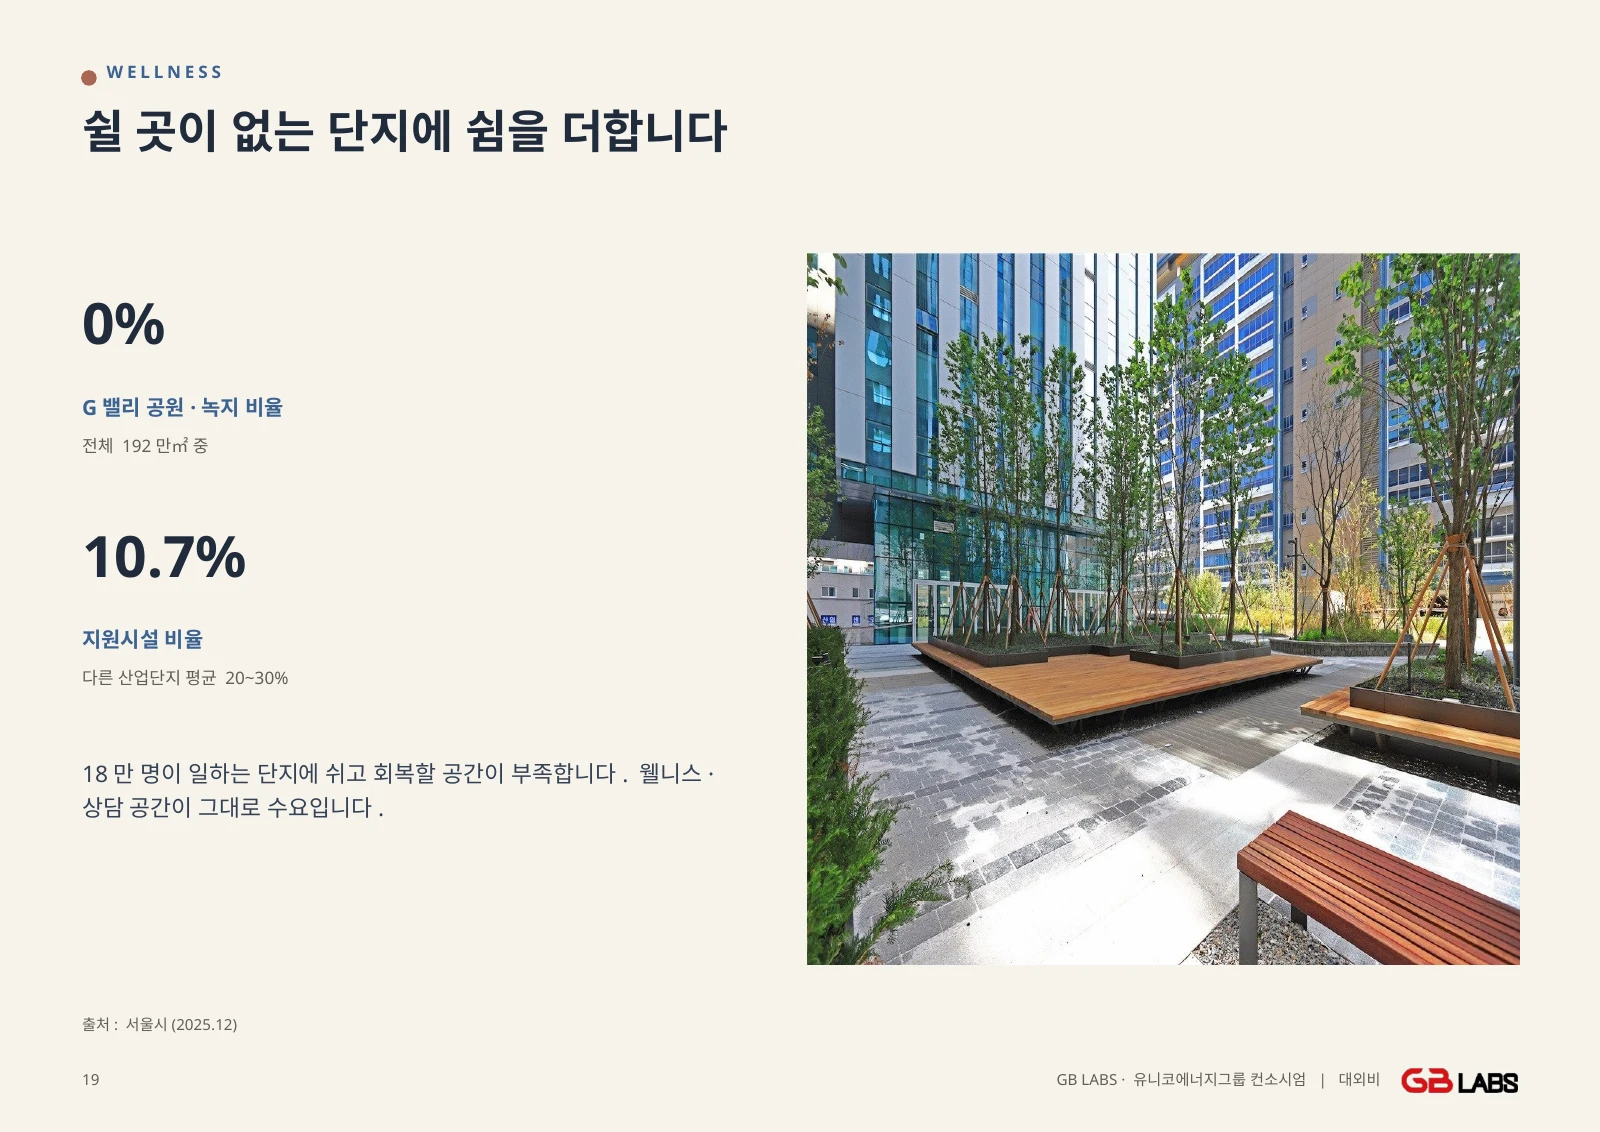 WELLNESS
쉴 곳이 없는 단지에 쉼을 더합니다
0%
G 밸리 공원 · 녹지 비율
전체 192 만㎡ 중
10.7%
지원시설 비율
다른 산업단지 평균 20~30%
18 만 명이 일하는 단지에 쉬고 회복할 공간이 부족합니다 . 웰니스 ·
상담 공간이 그대로 수요입니다 .
출처 : 서울시 (2025.12)
19
GB LABS · 유니코에너지그룹 컨소시엄 | 대외비
GB LABS